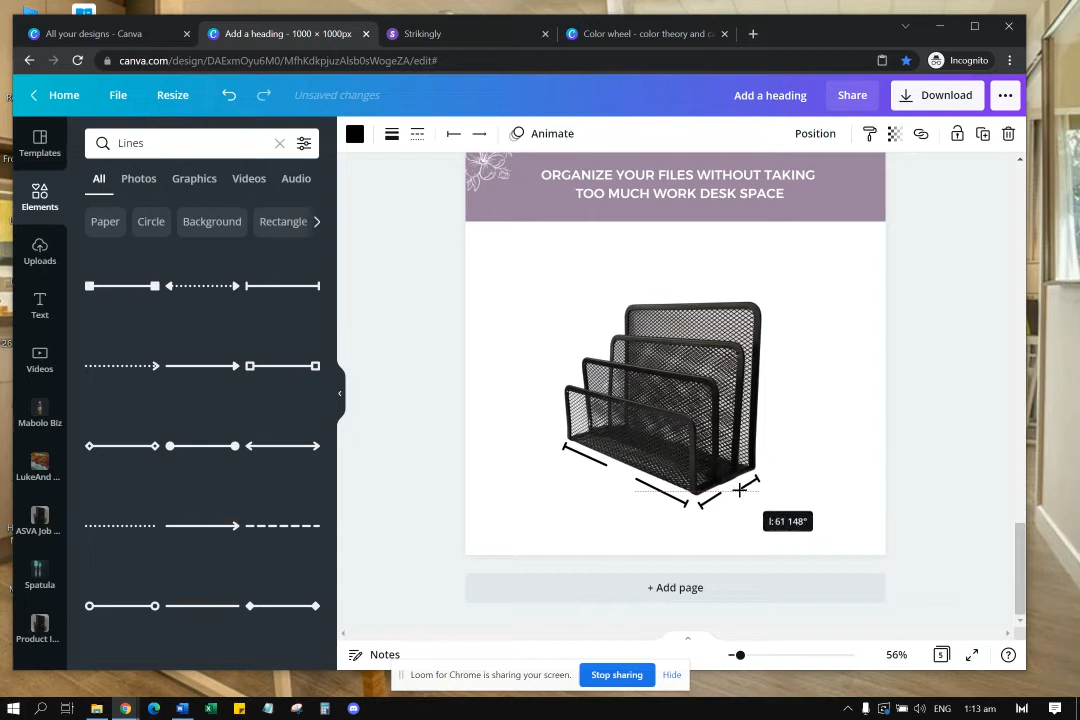 All your designs - Canva
Add a heading - 1000 × 1000px
Strikingly
Color wheel - color theory and c
canva.com/design/DAExmOyu6M0/MfhKdkpjuzAlsb0sWogeZA/edit#
Incognito
Home
File
Resize
Unsaved changes
Add a heading
Share
Download
Templates
Lines
Animate
Position
All
Photos
Graphics
Videos
Audio
Elements
Paper
Circle
Background
Rectangle
Uploads
Text
Videos
Mabolo Biz
LukeAnd ...
ASVA Job ...
Spatula
Product I...
ORGANIZE YOUR FILES WITHOUT TAKING
TOO MUCH WORK DESK SPACE
l: 61 148°
+ Add page
Notes
56%
5
Loom for Chrome is sharing your screen.
Stop sharing
Hide
ENG
1:13 am